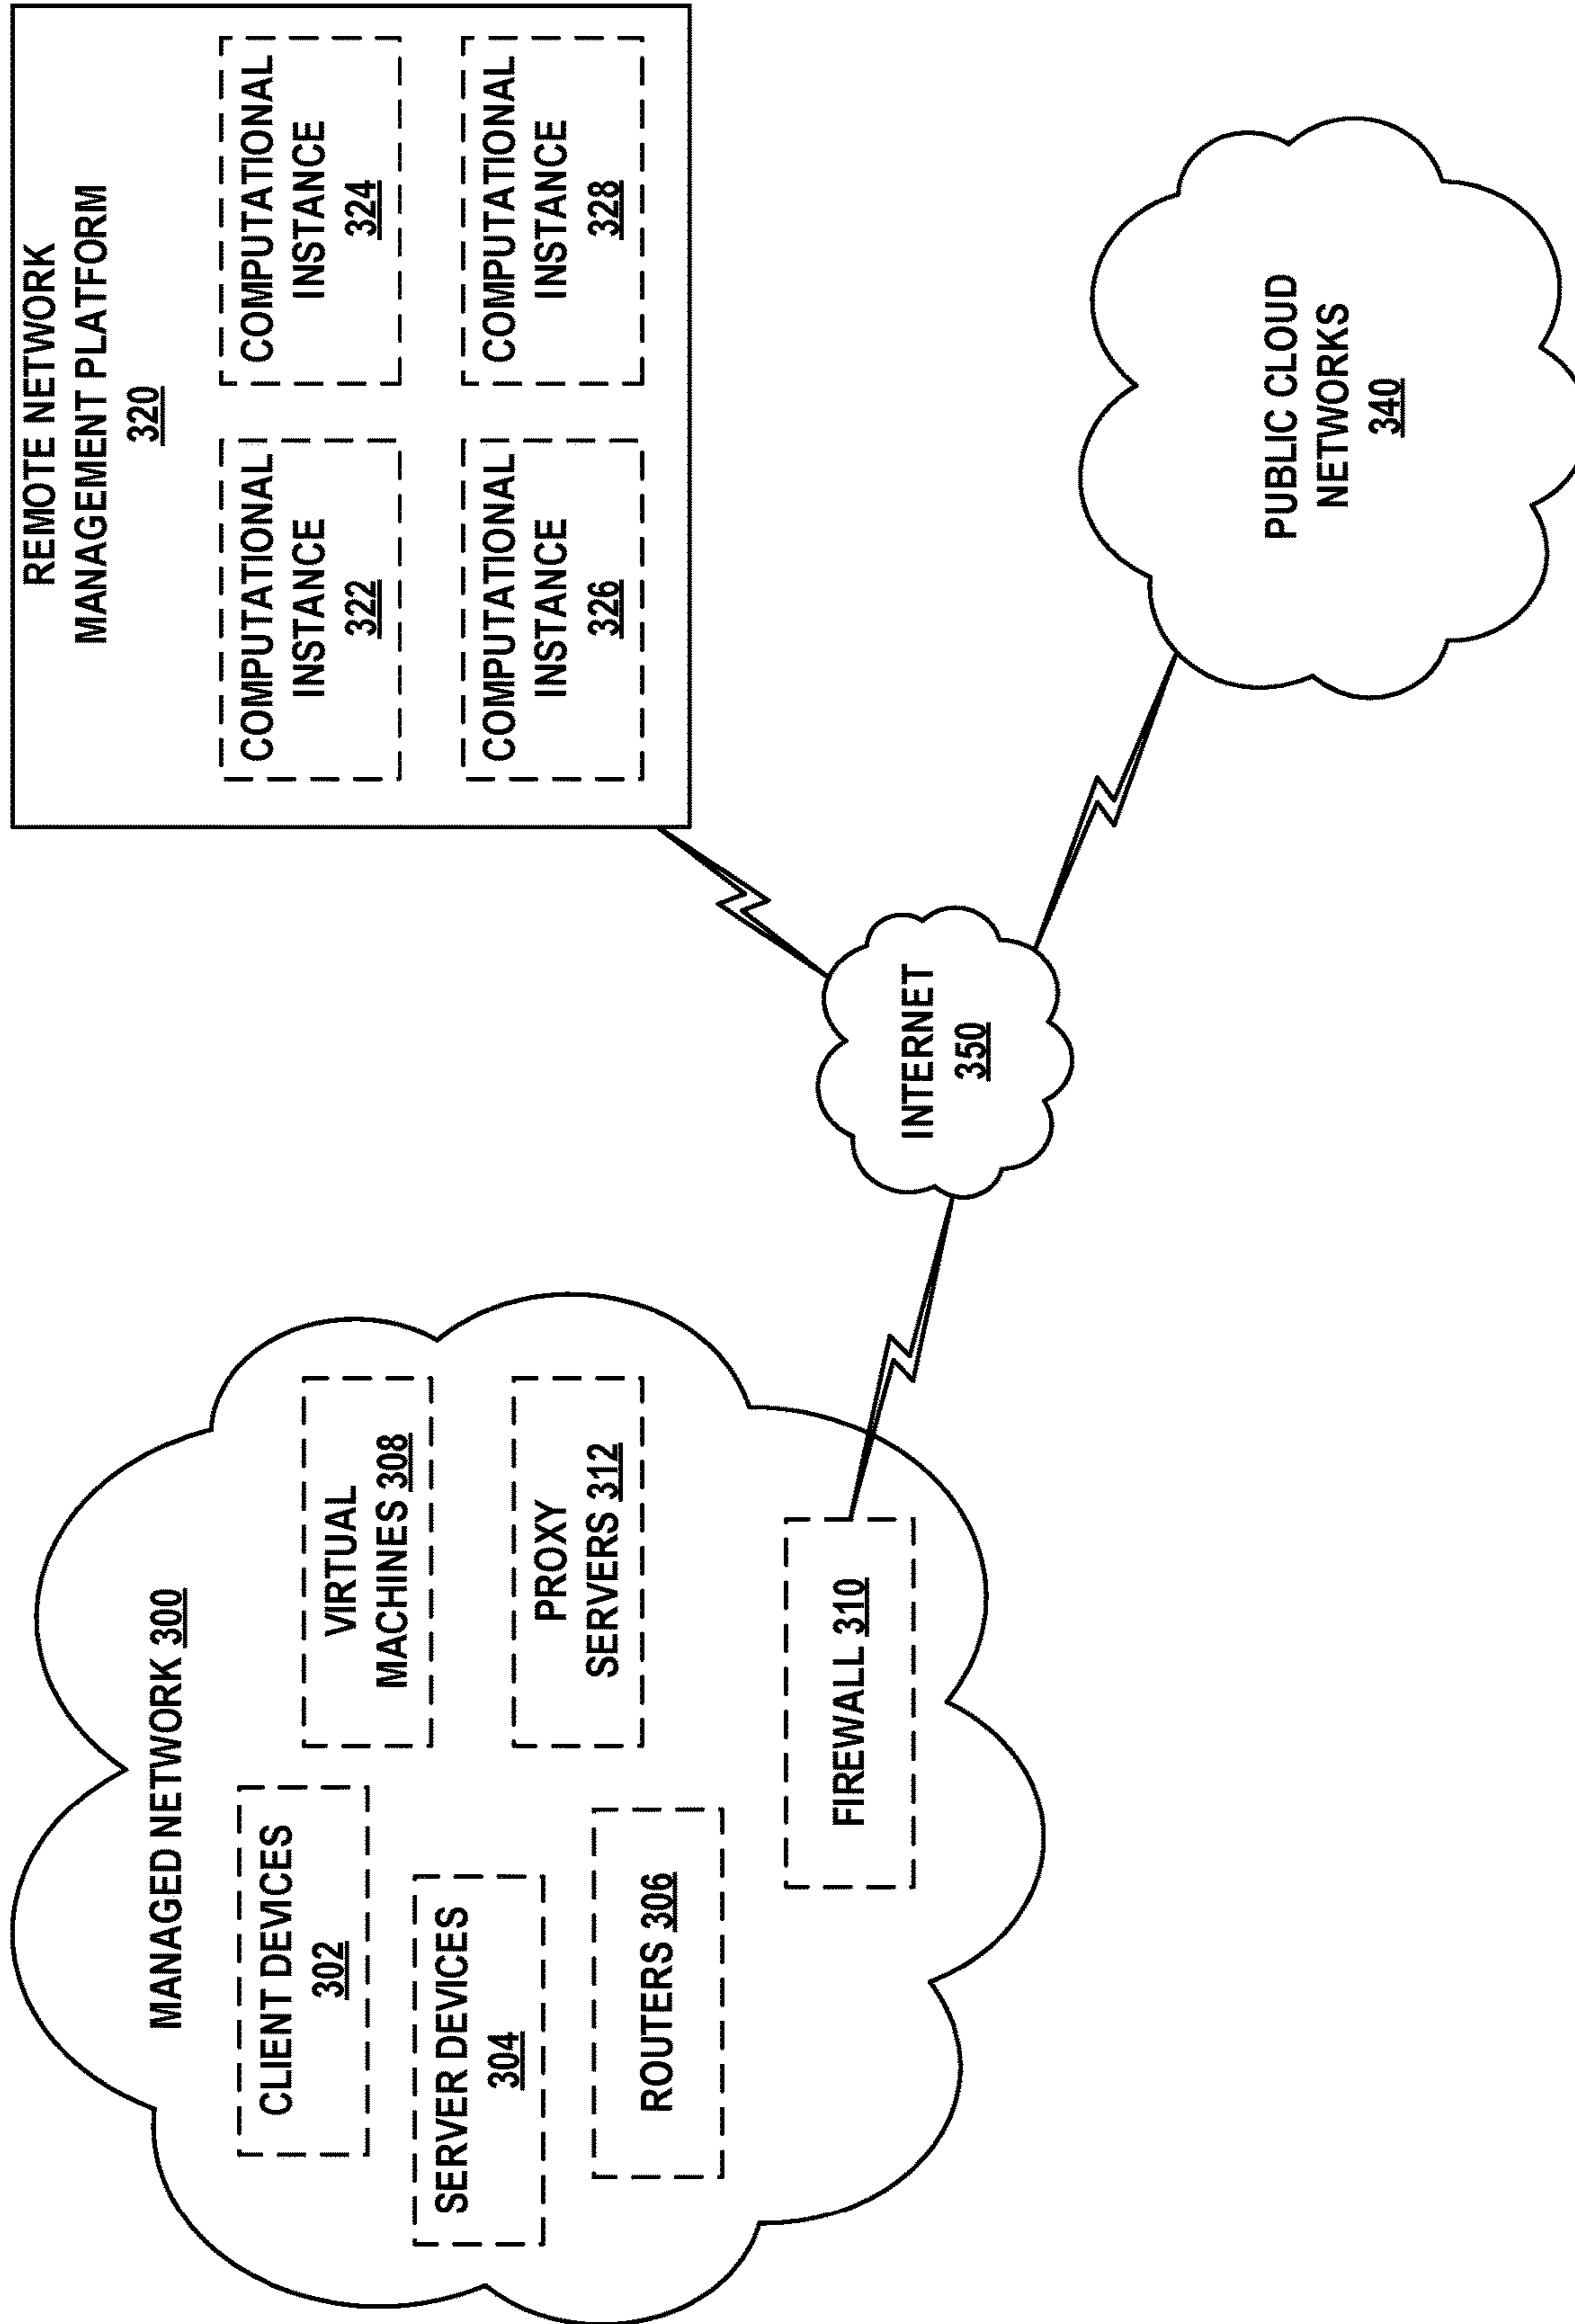 MANAGED NETWORK 300
CLIENT DEVICES
302
SERVER DEVICES
304
ROUTERS 306
VIRTUAL
MACHINES 308
PROXY
SERVERS 312
FIREWALL 310
INTERNET
350
REMOTE NETWORK
MANAGEMENT PLATFORM
320
COMPUTATIONAL
INSTANCE
322
COMPUTATIONAL
INSTANCE
324
COMPUTATIONAL
INSTANCE
326
COMPUTATIONAL
INSTANCE
328
PUBLIC CLOUD
NETWORKS
340